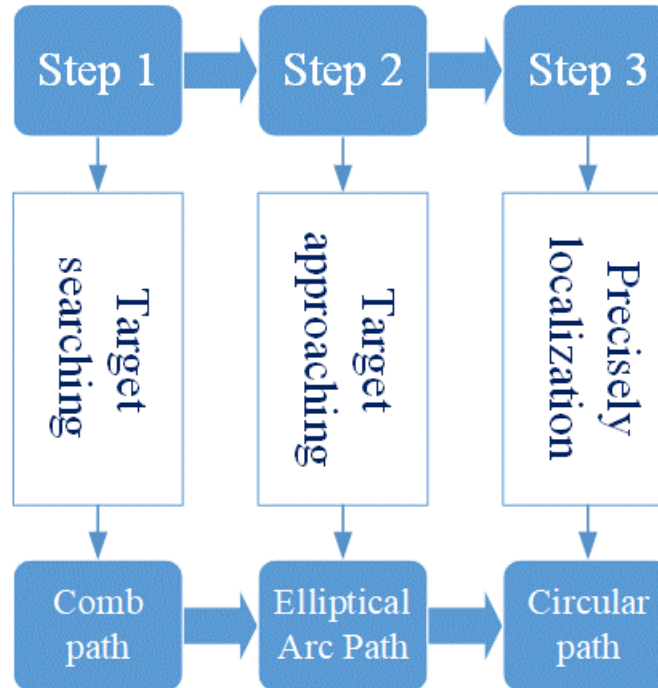 Step 1
Step 2
Step 3
Target
searching
Target
approaching
Precisely
localization
Comb
path
Elliptical
Arc Path
Circular
path